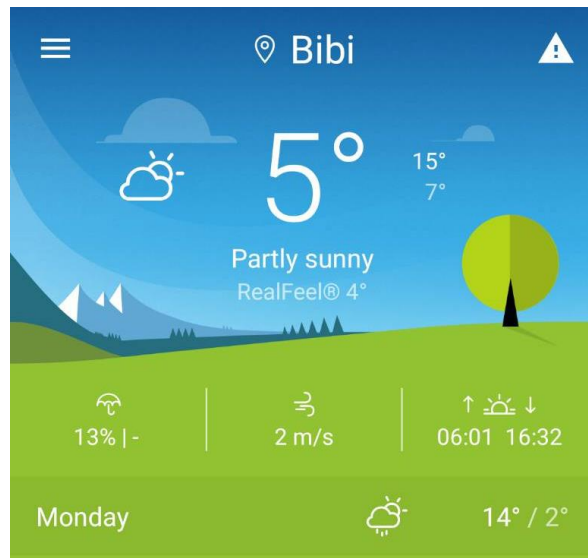 Bibi
5°
15°
7°
Partly sunny
RealFeel® 4°
13% | -
2 m/s
↑ ↓
06:01 16:32
Monday
14° / 2°